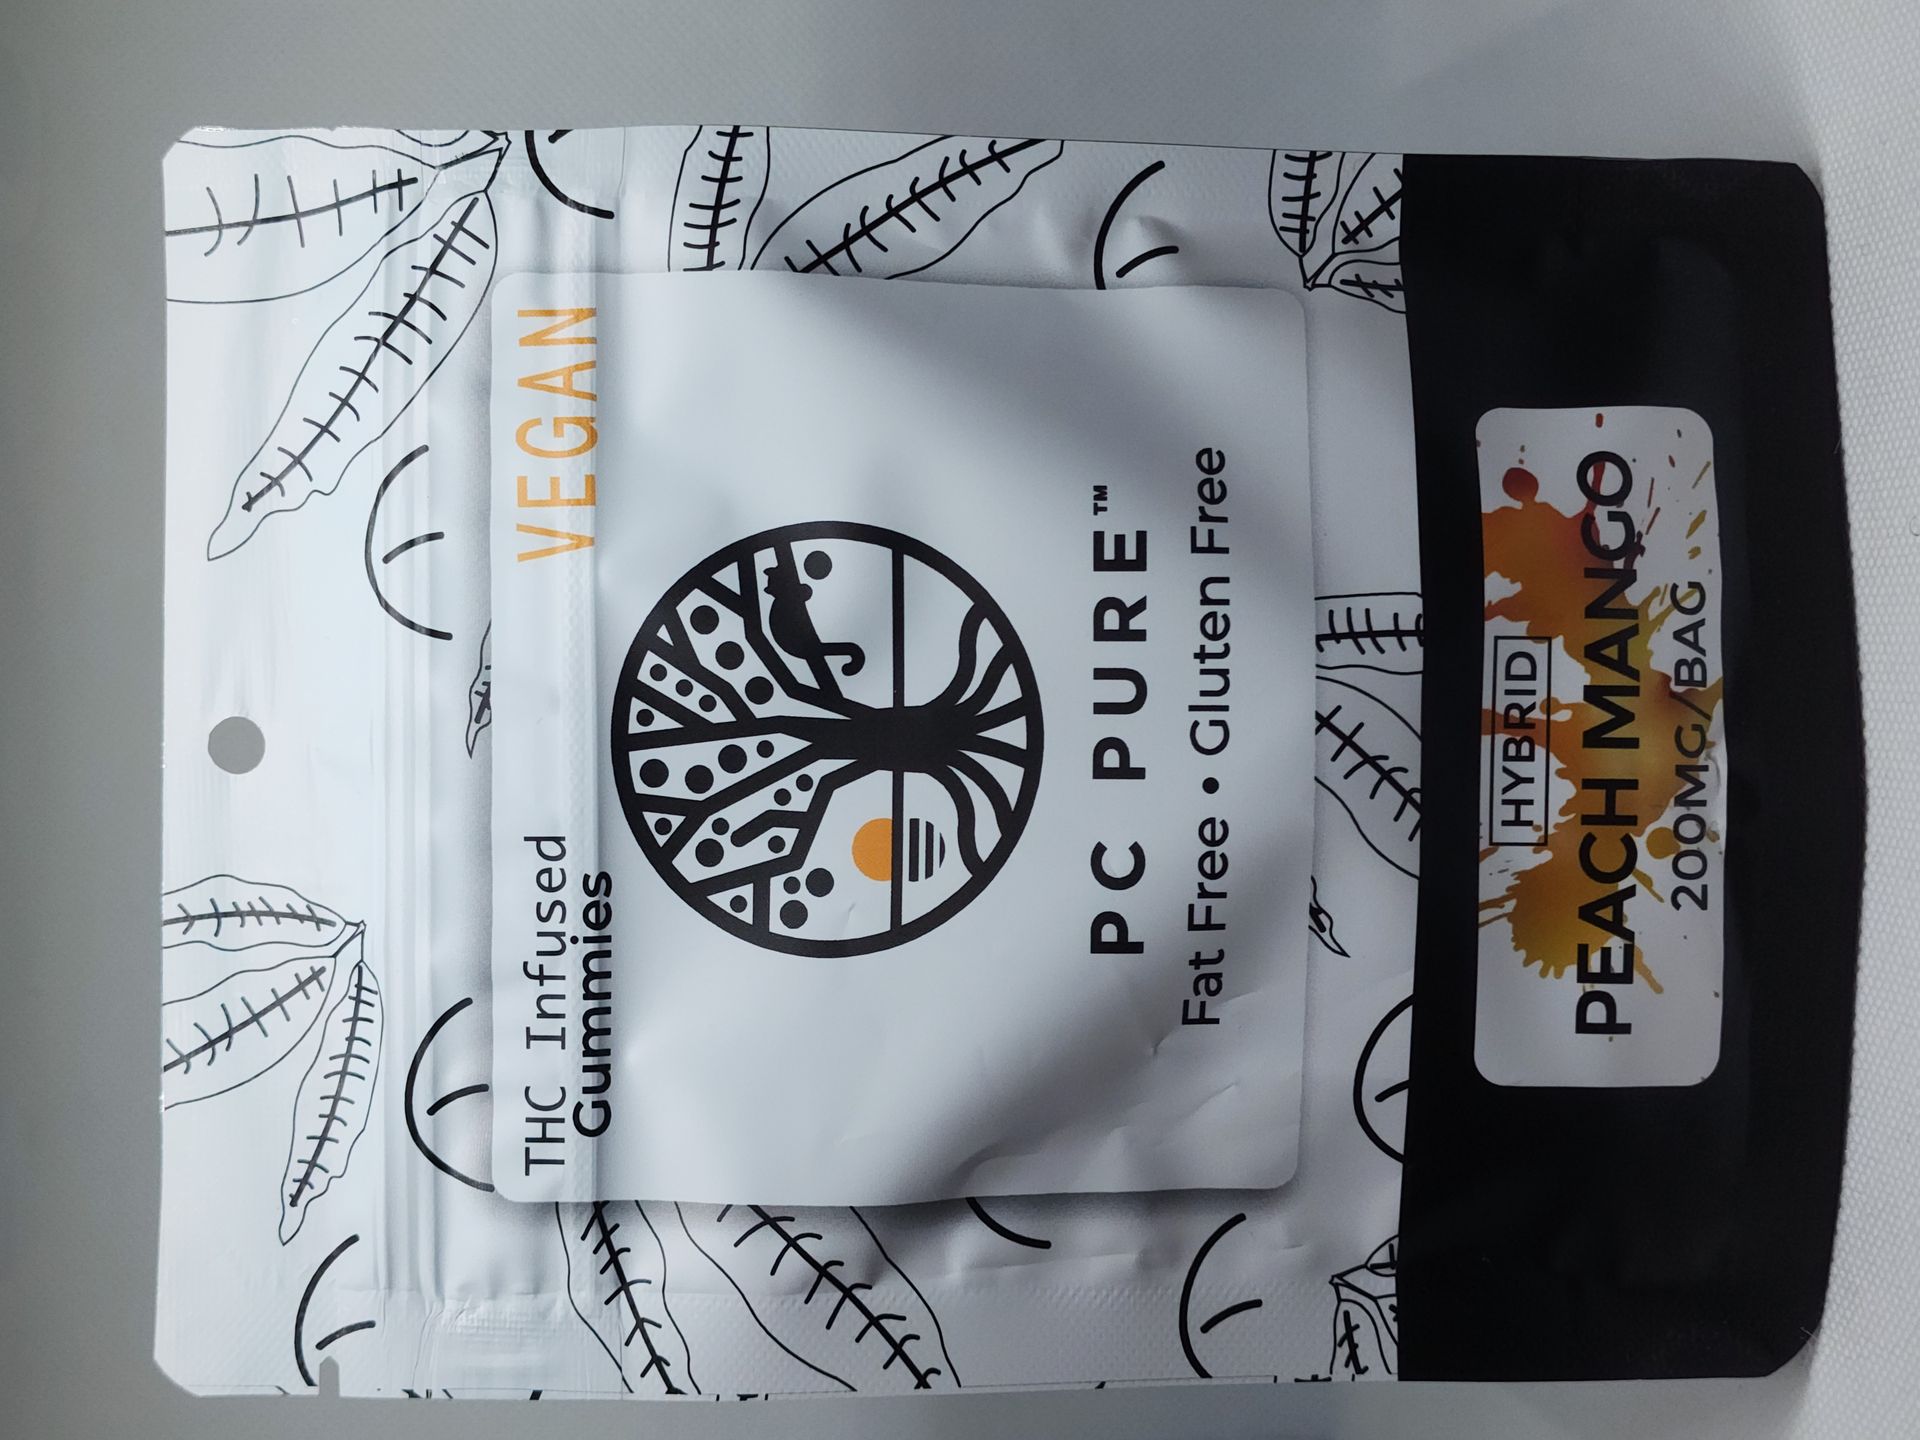 THC Infused
Gummies
VEGAN
PC PURE™
Fat Free • Gluten Free
HYBRID
PEACH MANGO
200MG/BAG